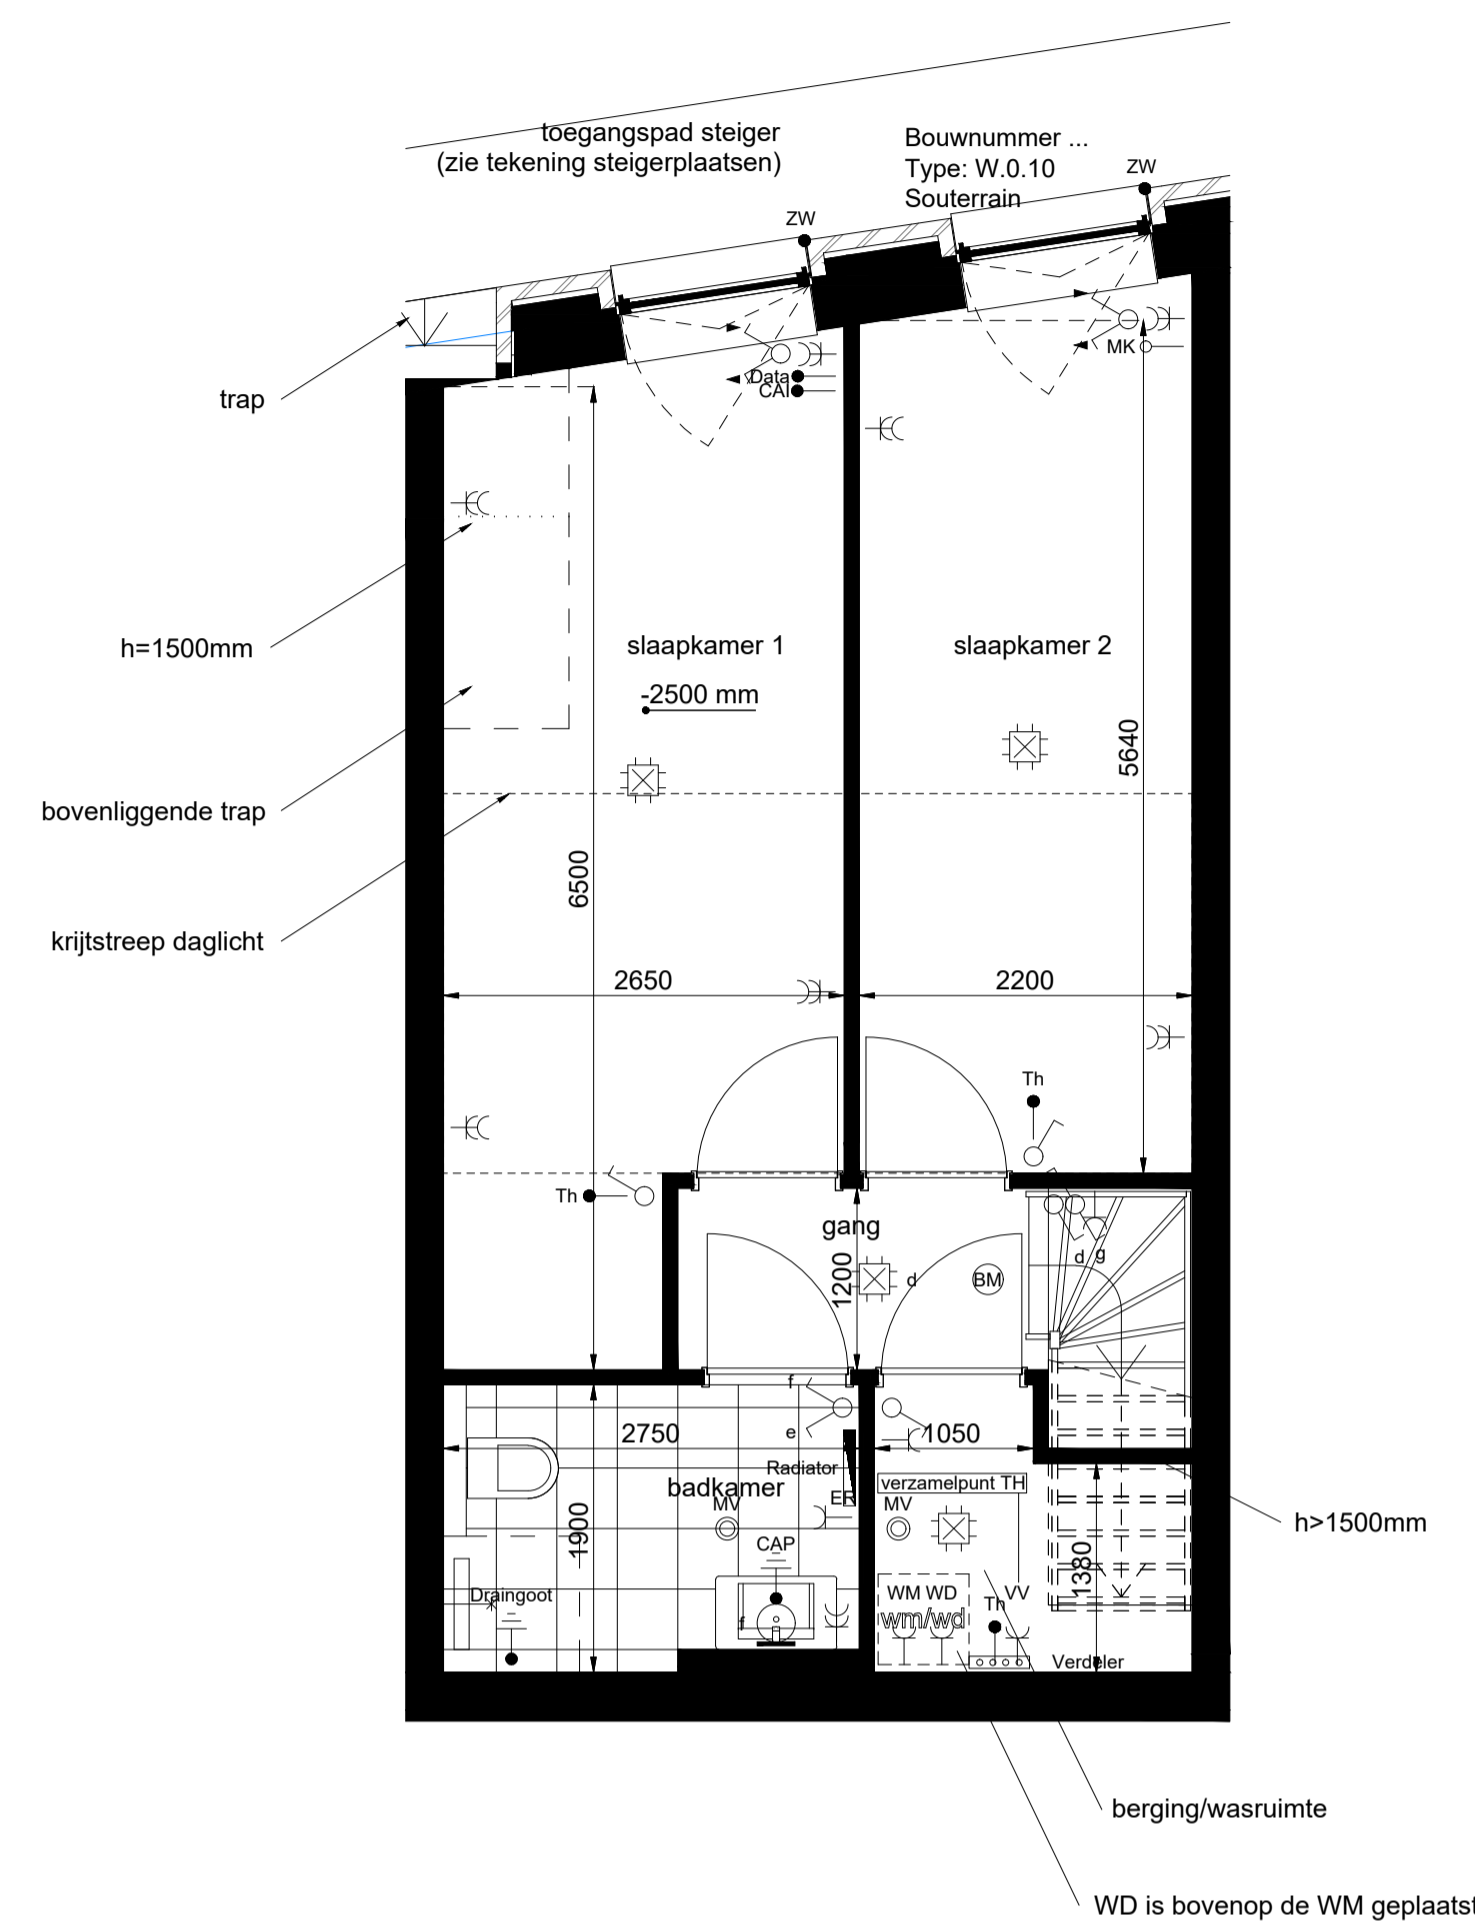 toegangspad steiger
(zie tekening steigerplaatsen)
Bouwnummer ...
Type: W.0.10
Souterrain
ZW
ZW
MK
Data
CAI
trap
h=1500mm
slaapkamer 1
slaapkamer 2
-2500 mm
5640
bovenliggende trap
6500
krijtstreep daglicht
2650
2200
Th
Th
gang
d g
1200
d
BM
f
e
2750
1050
Radiator
badkamer
ER
MV
verzamelpunt TH
MV
h>1500mm
1900
CAP
1380
Draingoot
f
WM WD
wm/wd
Th
VV
Verdeler
berging/wasruimte
WD is bovenop de WM geplaatst